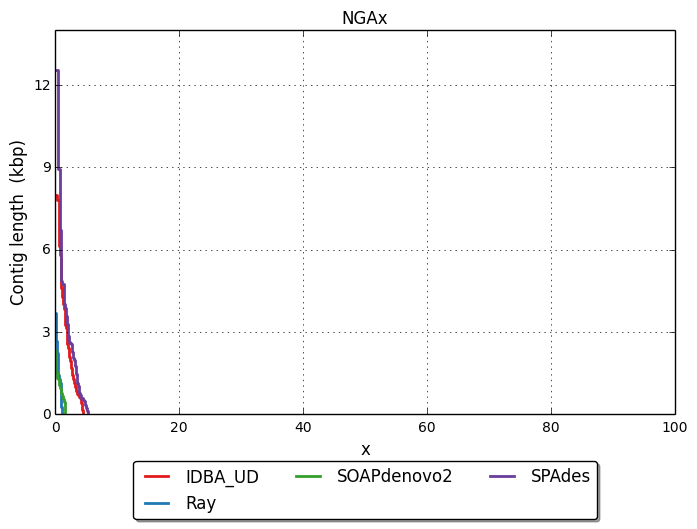 NGAx
Contig length (kbp)
12
9
6
3
0
0 20 40 60 80 100
x
IDBA_UD SOAPdenovo2 SPAdes
Ray